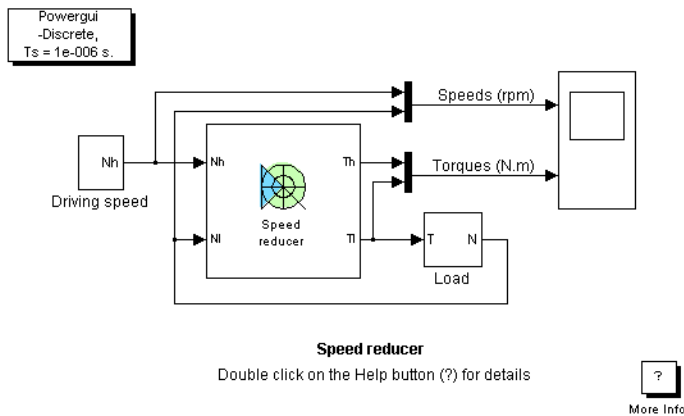 Powergui
-Discrete,
Ts = 1e-006 s.
Speeds (rpm)
Nh
Driving speed
Nh
Th
Torques (N.m)
Speed
reducer
Nl
Tl
T
N
Load
Speed reducer
Double click on the Help button (?) for details
?
More Info